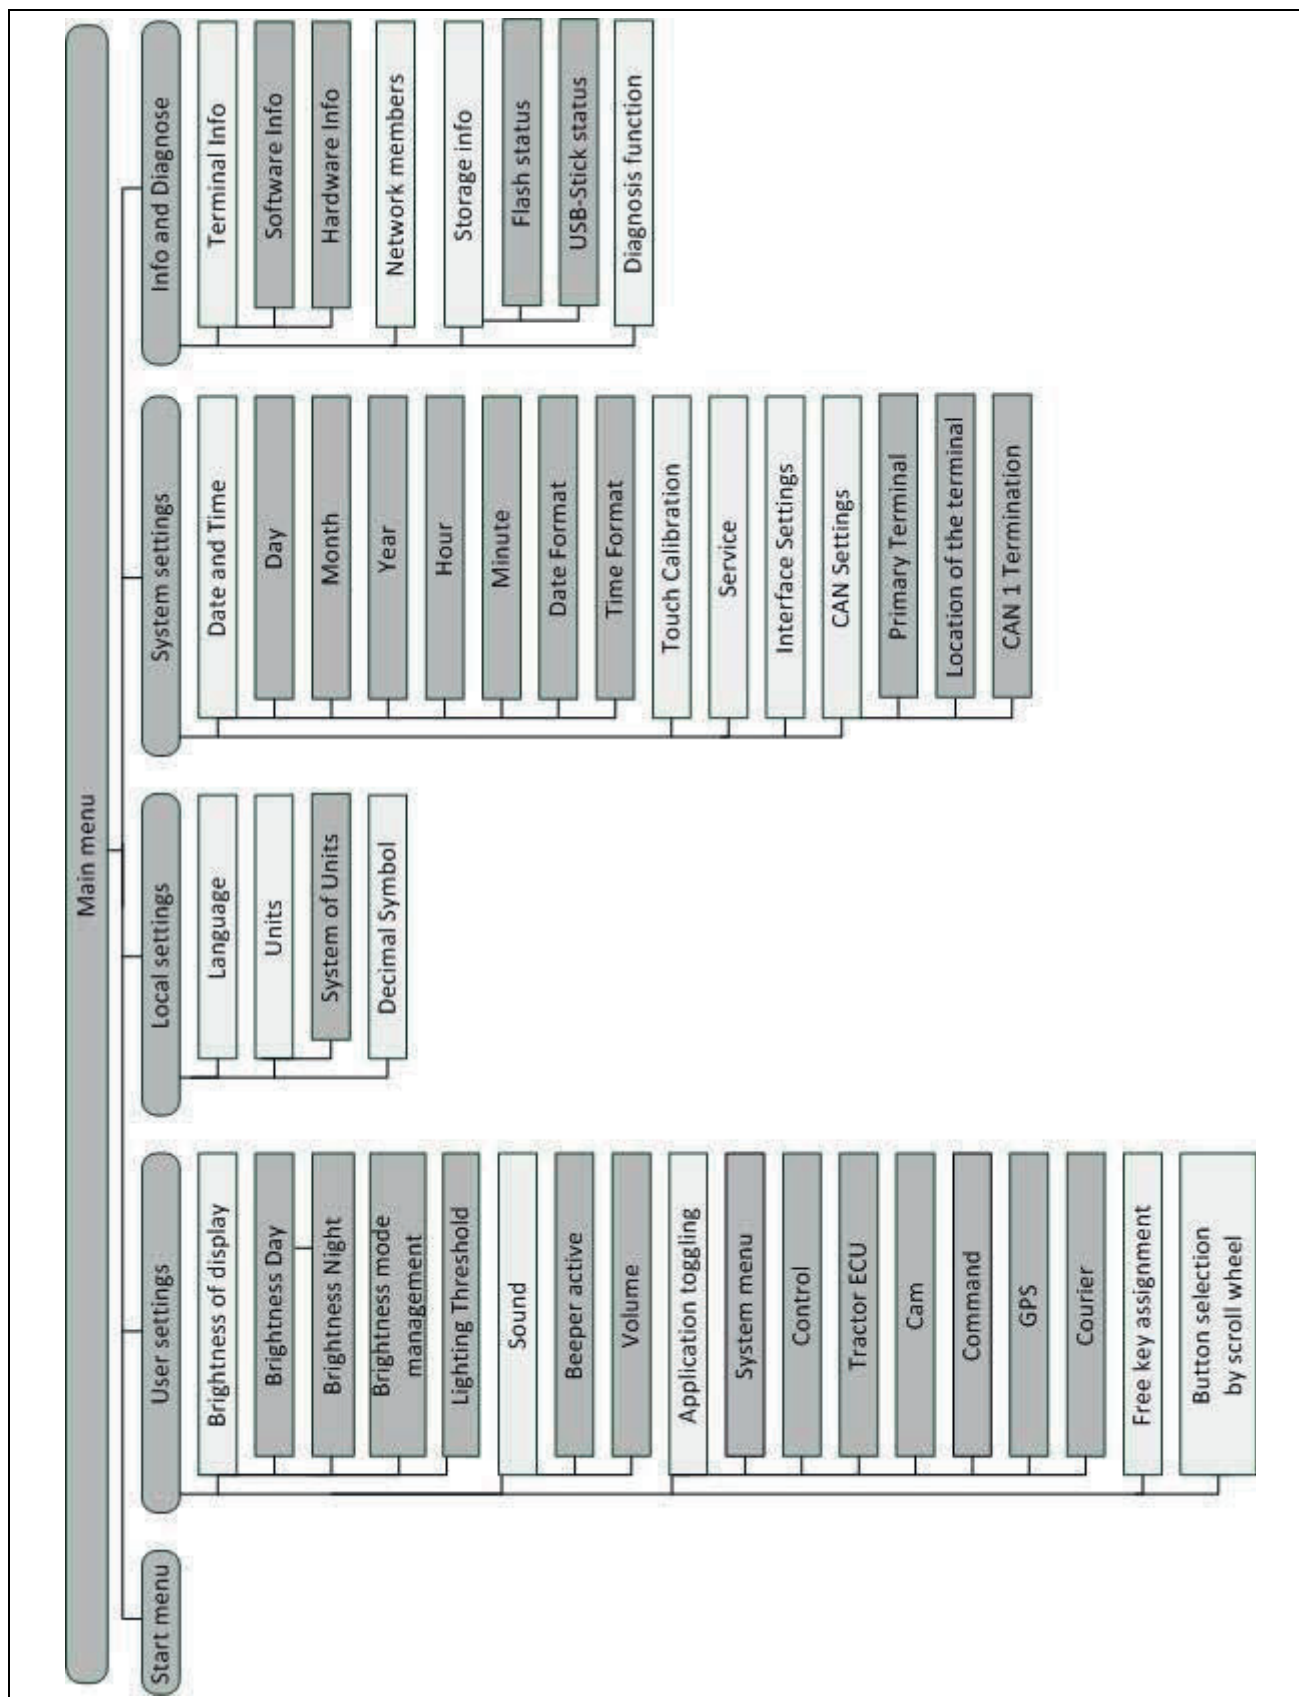 Main menu
Start menu
User settings
Brightness of display
Brightness Day
Brightness Night
Brightness mode
management
Lighting Threshold
Sound
Beeper active
Volume
Application toggling
System menu
Control
Tractor ECU
Cam
Command
GPS
Courier
Free key assignment
Button selection
by scroll wheel
Local settings
Language
Units
System of Units
Decimal Symbol
System settings
Date and Time
Day
Month
Year
Hour
Minute
Date Format
Time Format
Touch Calibration
Service
Interface Settings
CAN Settings
Primary Terminal
Location of the terminal
CAN 1 Termination
Info and Diagnose
Terminal Info
Software Info
Hardware Info
Network members
Storage info
Flash status
USB-Stick status
Diagnosis function